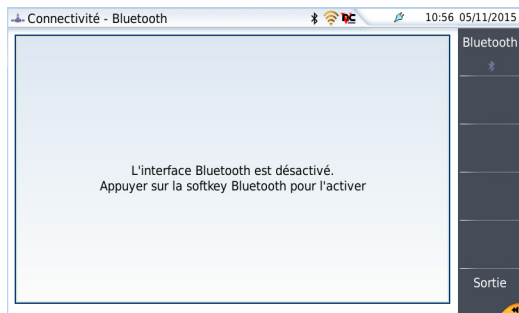 Connectivité - Bluetooth
10:56 05/11/2015
Bluetooth
L'interface Bluetooth est désactivé.
Appuyer sur la softkey Bluetooth pour l'activer
Sortie